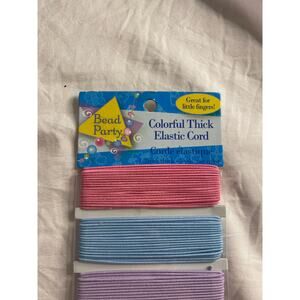 Great for
little fingers!
Bead
Party
Colorful Thick
Elastic Cord
Corde élastique